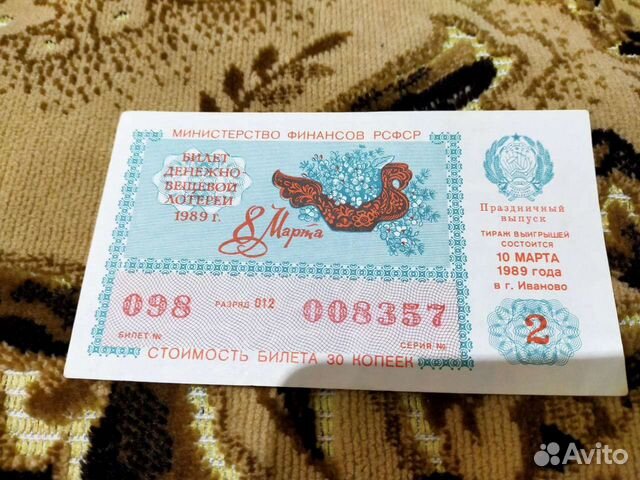 МИНИСТЕРСТВО ФИНАНСОВ РСФСР
БИЛЕТ
ДЕНЕЖНО
ВЕЩЕВОЙ
ЛОТЕРЕИ
1989 г.
8 Марта
098
РАЗРЯД 012
008357
БИЛЕТ №
СЕРИЯ №
СТОИМОСТЬ БИЛЕТА 30 КОПЕЕК
Праздничный
выпуск
ТИРАЖ ВЫИГРЫШЕЙ
СОСТОИТСЯ
10 МАРТА
1989 года
в г. Иваново
2
Avito